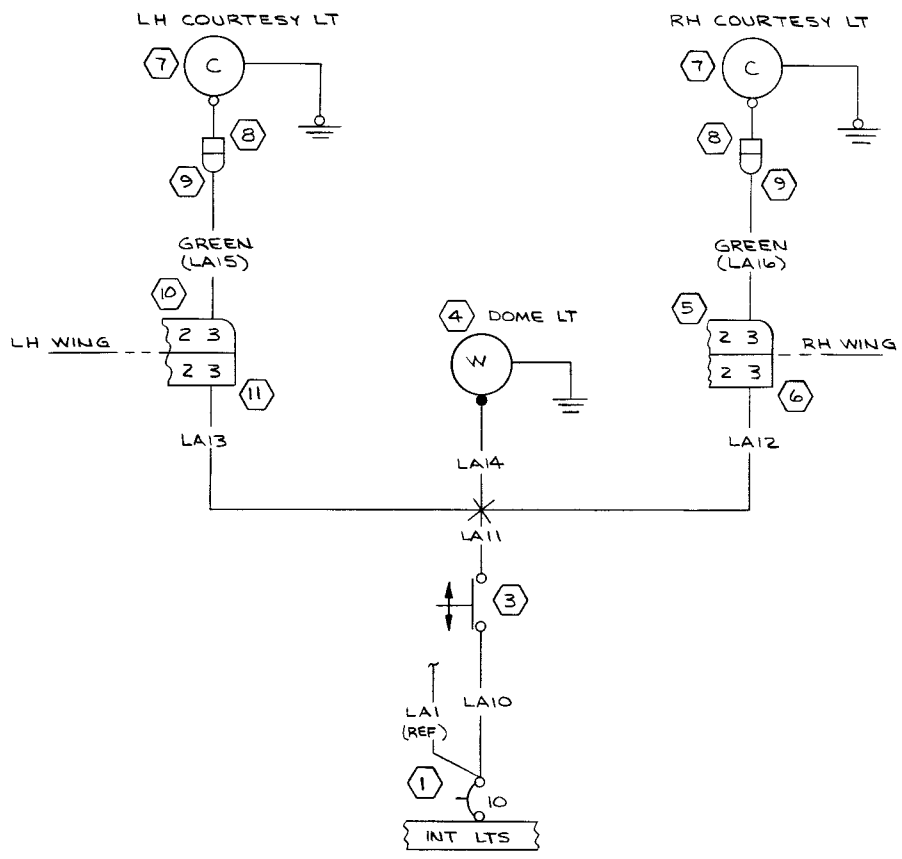 LH COURTESY LT
RH COURTESY LT
7
C
7
C
8
8
9
9
GREEN
(LA15)
GREEN
(LA16)
10
5
4
DOME LT
LH WING
2 3
2 3
W
2 3
2 3
RH WING
11
6
LA13
LA14
LA12
LA11
3
LA10
LA1
(REF)
1
10
INT LTS